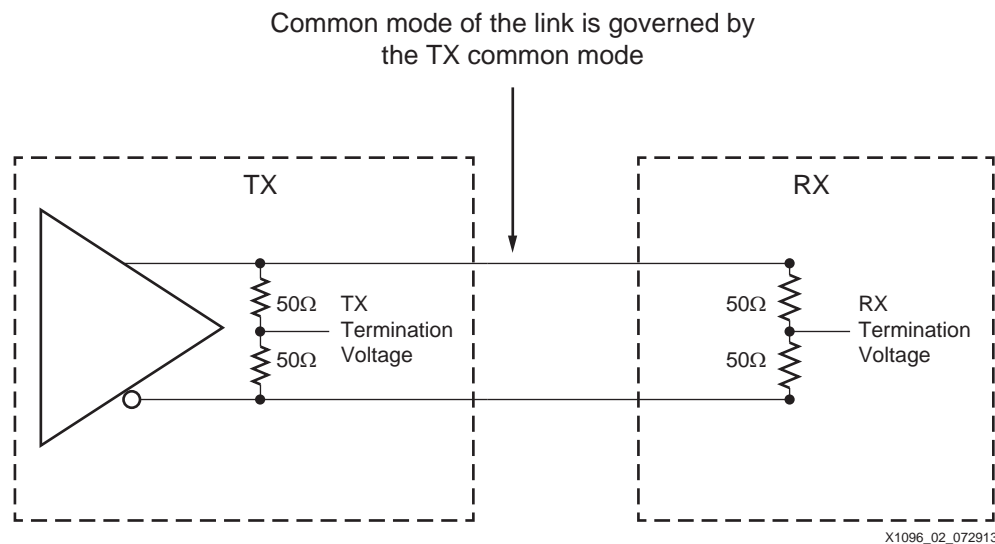 Common mode of the link is governed by
the TX common mode
TX
RX
50Ω
TX
Termination
Voltage
50Ω
50Ω
RX
Termination
Voltage
50Ω
X1096_02_072913